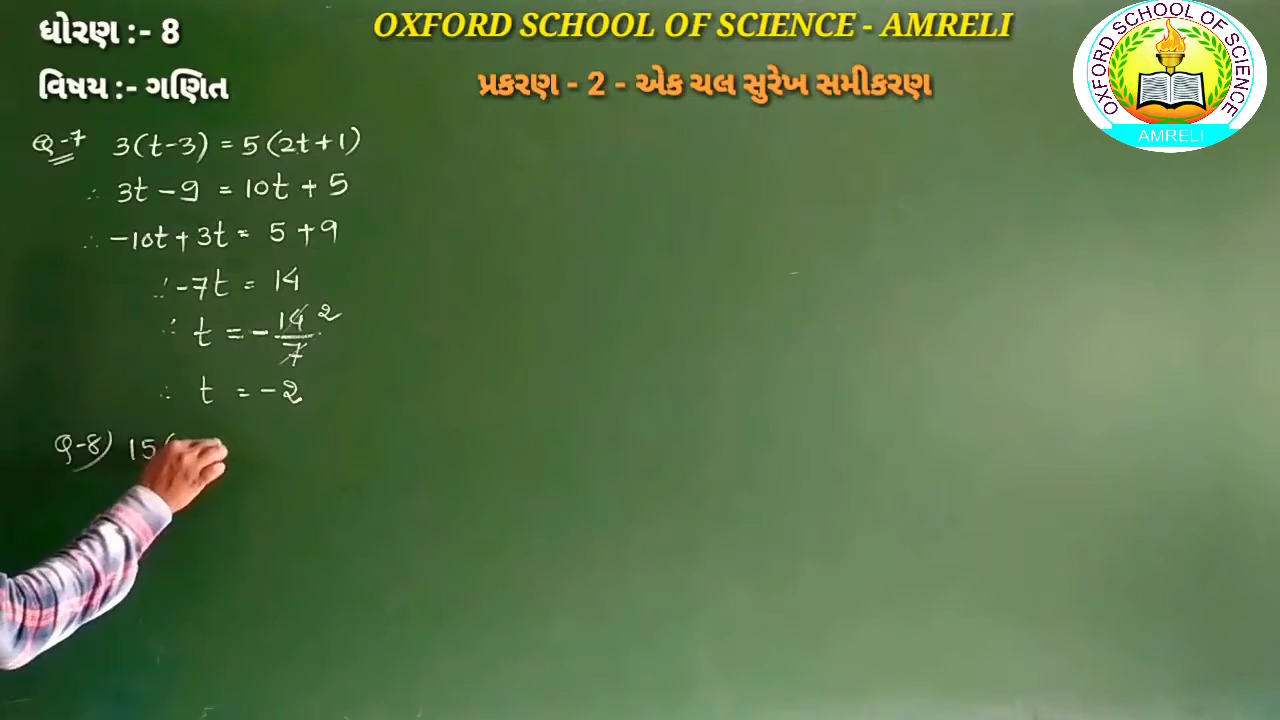 ધોરણ :- 8
OXFORD SCHOOL OF SCIENCE - AMRELI
વિષય :- ગણિત
પ્રકરણ - 2 - એક ચલ સુરેખ સમીકરણ
OXFORD SCHOOL OF SCIENCE
AMRELI
Q-7 3(t-3) = 5(2t+1)
∴ 3t - 9 = 10t + 5
∴ -10t + 3t = 5 + 9
∴ -7t = 14
∴ t = - 14/7 2
∴ t = -2
Q-8) 15(